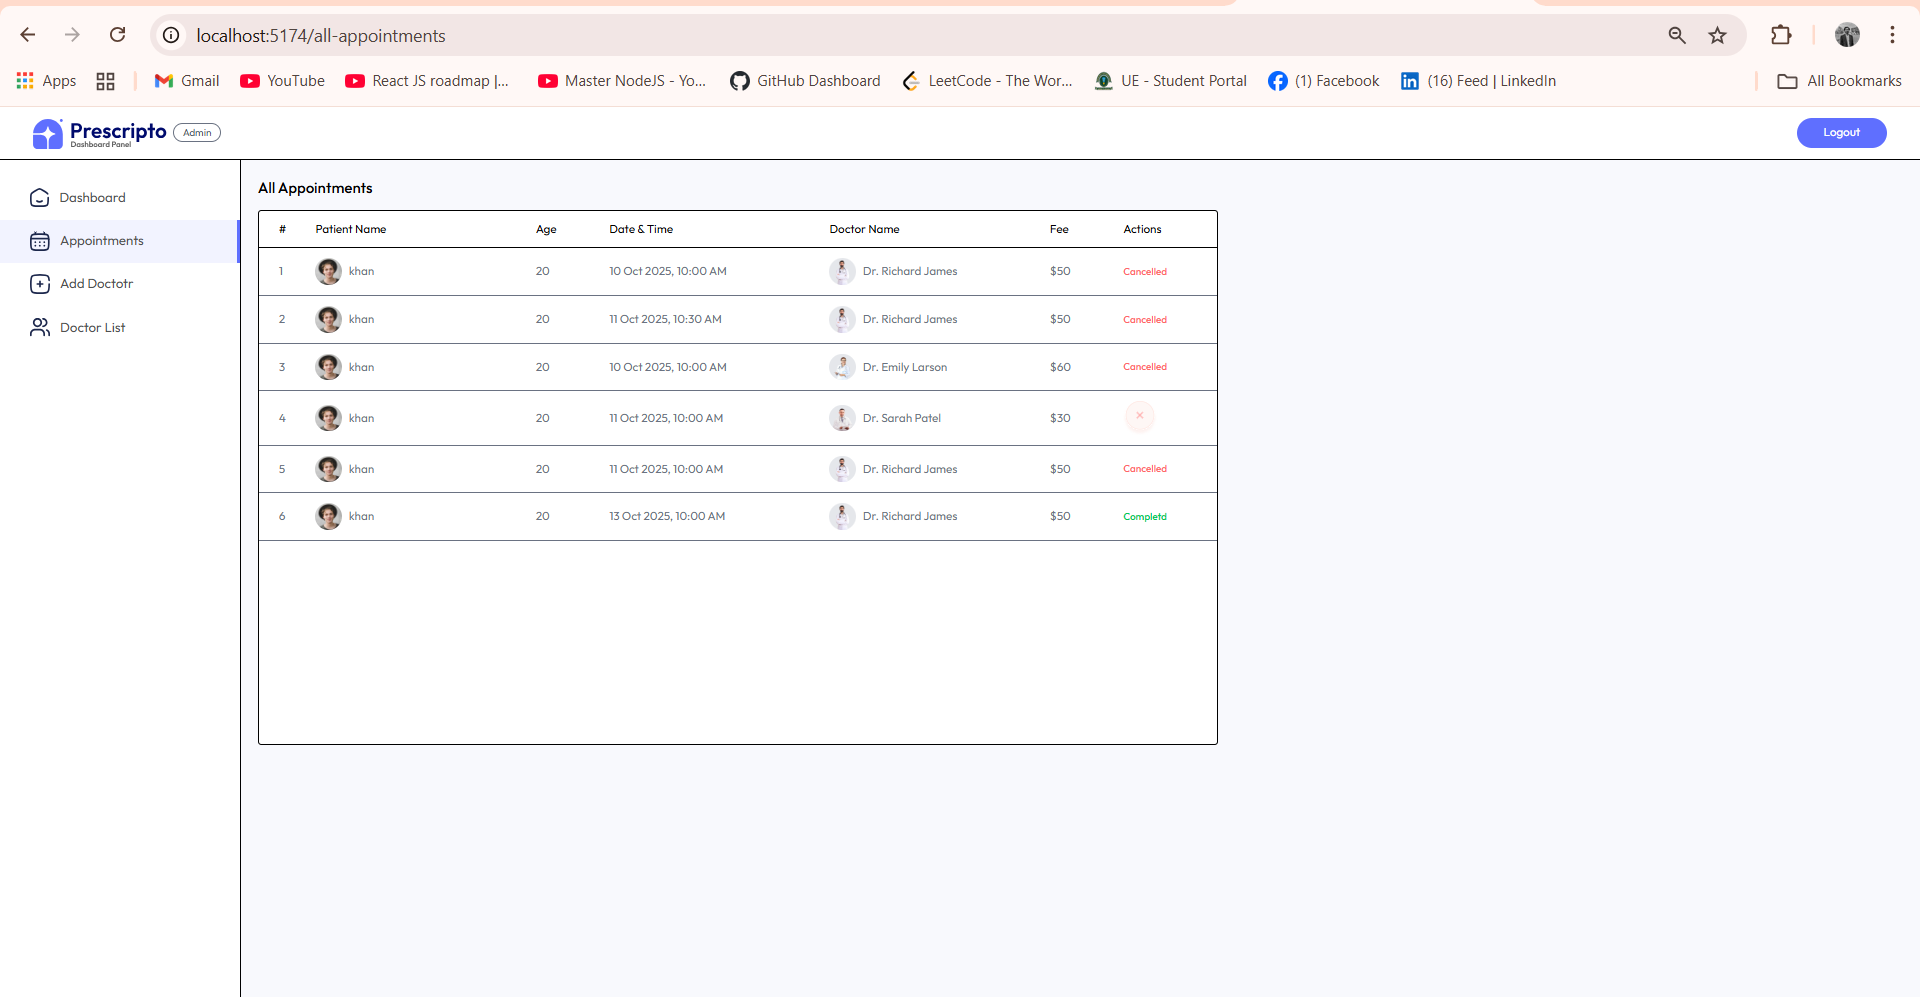 localhost:5174/all-appointments
Apps Gmail YouTube React JS roadmap |... Master NodeJS - Yo... GitHub Dashboard LeetCode - The Wor... UE - Student Portal (1) Facebook (16) Feed | LinkedIn All Bookmarks
Prescripto Admin Logout
Dashboard Panel
Dashboard
Appointments
Add Doctotr
Doctor List
All Appointments
# Patient Name Age Date & Time Doctor Name Fee Actions
1 khan 20 10 Oct 2025, 10:00 AM Dr. Richard James $50 Cancelled
2 khan 20 11 Oct 2025, 10:30 AM Dr. Richard James $50 Cancelled
3 khan 20 10 Oct 2025, 10:00 AM Dr. Emily Larson $60 Cancelled
4 khan 20 11 Oct 2025, 10:00 AM Dr. Sarah Patel $30
5 khan 20 11 Oct 2025, 10:00 AM Dr. Richard James $50 Cancelled
6 khan 20 13 Oct 2025, 10:00 AM Dr. Richard James $50 Completd